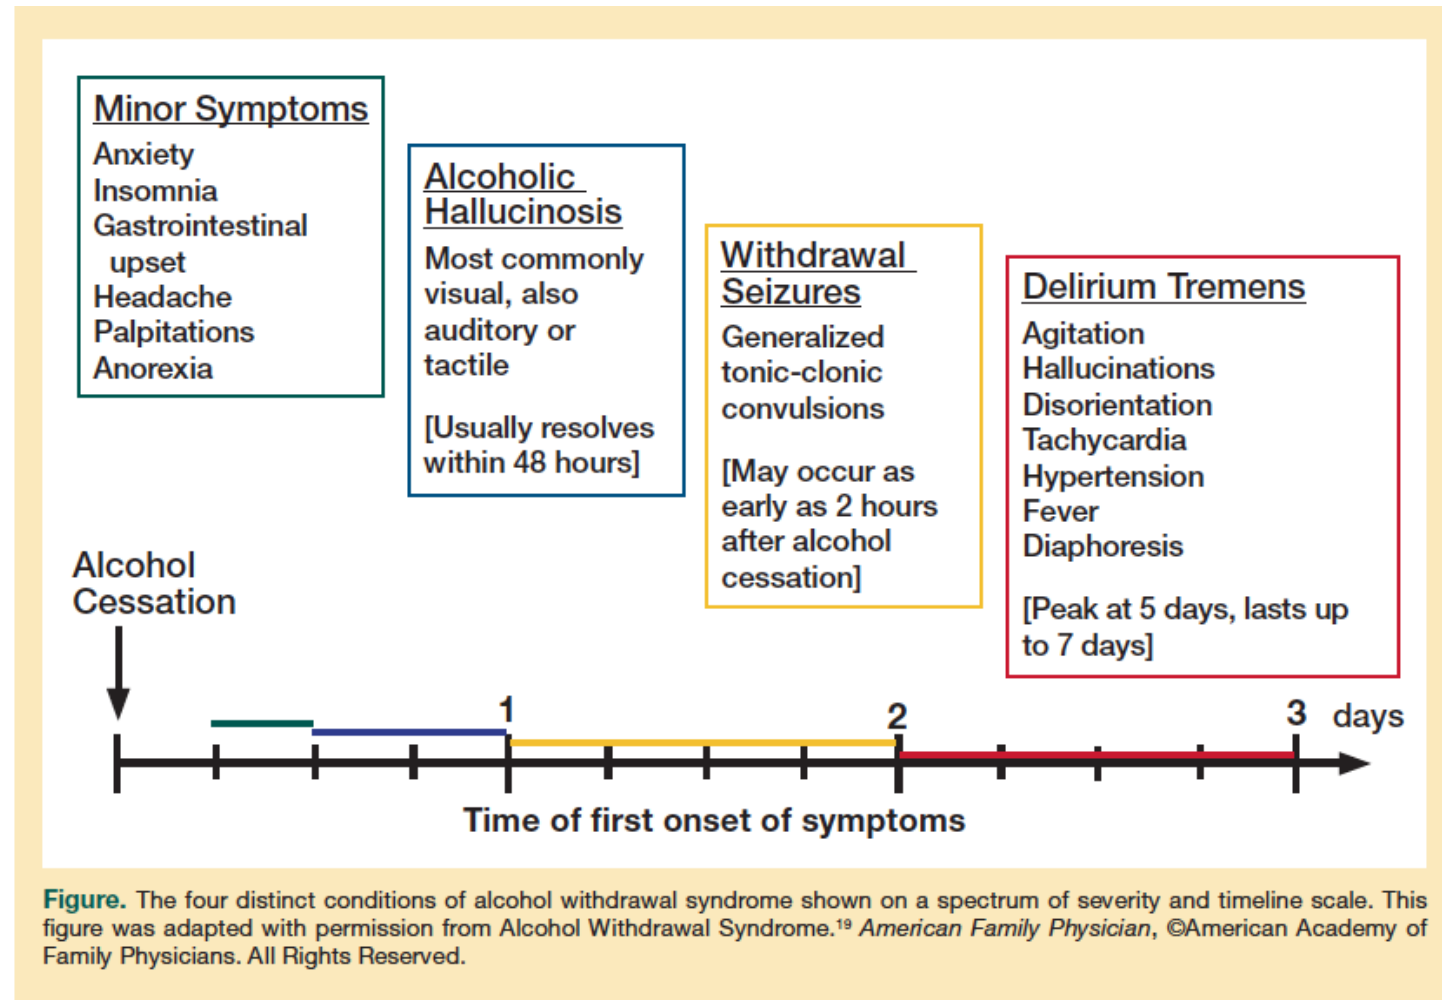 Minor Symptoms
Anxiety
Insomnia
Gastrointestinal
upset
Headache
Palpitations
Anorexia
Alcoholic
Hallucinosis
Most commonly
visual, also
auditory or
tactile
[Usually resolves
within 48 hours]
Withdrawal
Seizures
Generalized
tonic-clonic
convulsions
[May occur as
early as 2 hours
after alcohol
cessation]
Delirium Tremens
Agitation
Hallucinations
Disorientation
Tachycardia
Hypertension
Fever
Diaphoresis
[Peak at 5 days, lasts up
to 7 days]
Alcohol
Cessation
1 2 3 days
Time of first onset of symptoms
Figure. The four distinct conditions of alcohol withdrawal syndrome shown on a spectrum of severity and timeline scale. This
figure was adapted with permission from Alcohol Withdrawal Syndrome.¹⁹ American Family Physician, ©American Academy of
Family Physicians. All Rights Reserved.